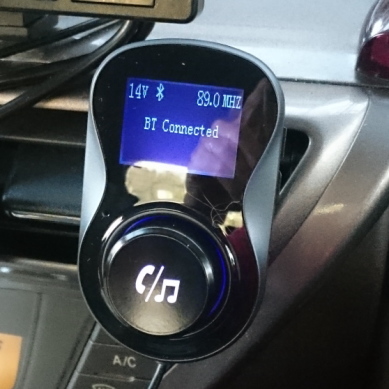 14V 89.0 MHZ
BT Connected
A/C